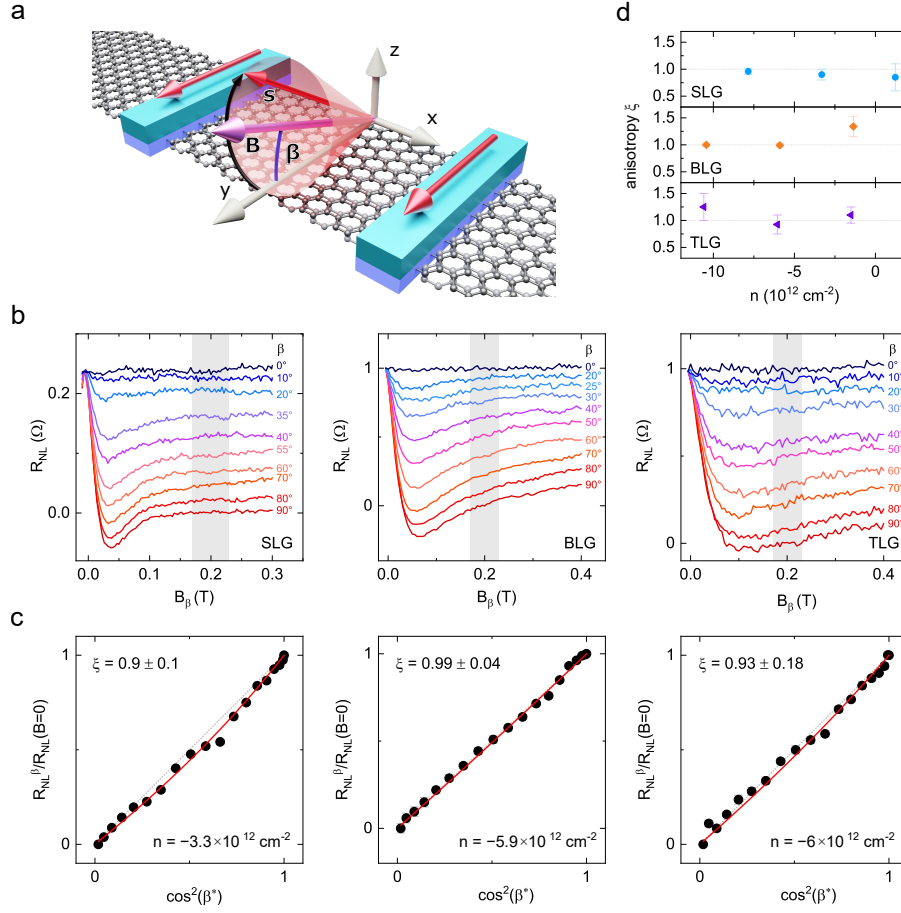 a
z
x
y
S
B
β
d
anisotropy ξ
1.5
1.0
0.5
SLG
1.5
1.0
0.5
BLG
1.5
1.0
0.5
TLG
-10
-5
0
n (10¹² cm⁻²)
b
R_NL (Ω)
0.2
0.0
β
0°
10°
20°
35°
40°
55°
60°
70°
80°
90°
SLG
0.0
0.1
0.2
0.3
B_β (T)
R_NL (Ω)
1
0
β
0°
20°
25°
30°
40°
50°
60°
70°
80°
90°
BLG
0.0
0.2
0.4
B_β (T)
R_NL (Ω)
1
0
β
0°
10°
20°
30°
40°
50°
60°
70°
80°
90°
TLG
0.0
0.2
0.4
B_β (T)
c
R_NL^β/R_NL(B=0)
1
0
ξ = 0.9 ± 0.1
n = −3.3×10¹² cm⁻²
0
1
cos²(β*)
R_NL^β/R_NL(B=0)
1
0
ξ = 0.99 ± 0.04
n = −5.9×10¹² cm⁻²
0
1
cos²(β*)
R_NL^β/R_NL(B=0)
1
0
ξ = 0.93 ± 0.18
n = −6×10¹² cm⁻²
0
1
cos²(β*)